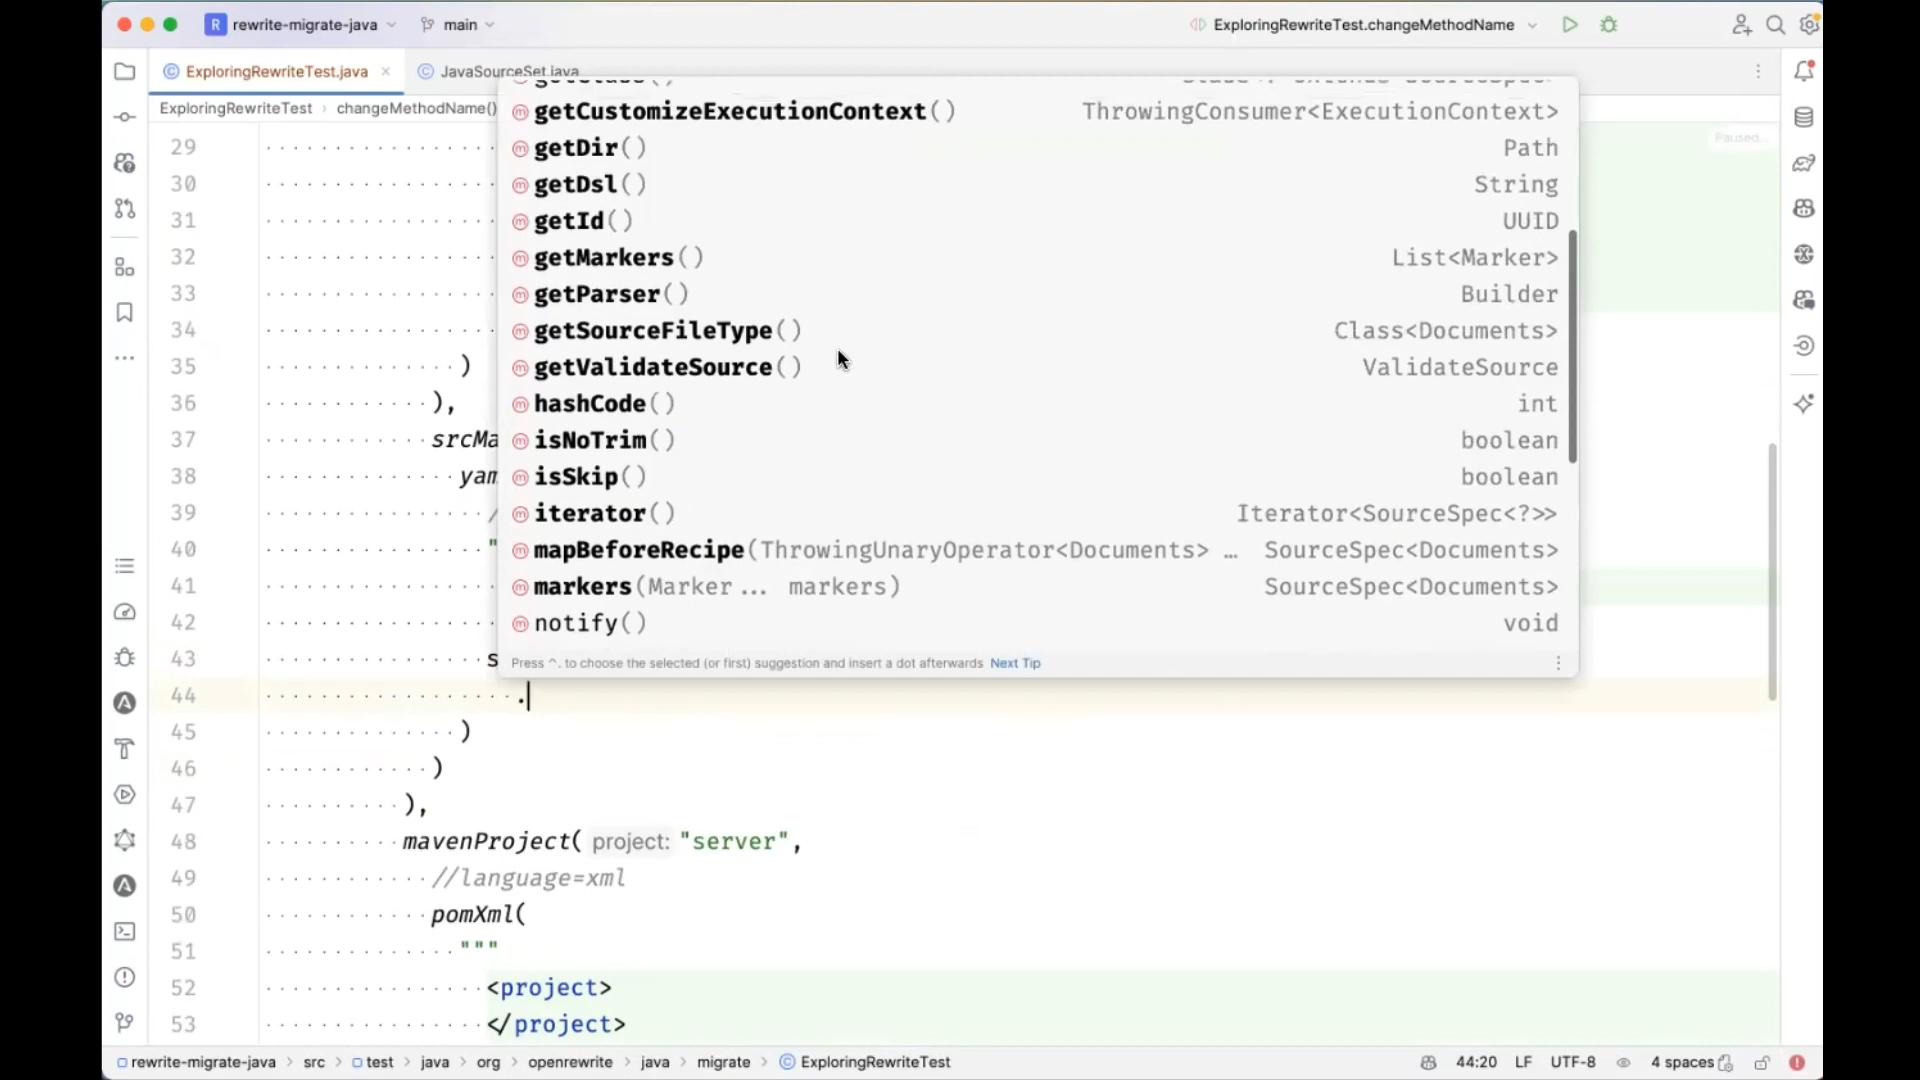 R rewrite-migrate-java main ExploringRewriteTest.changeMethodName
ExploringRewriteTest.java × JavaSourceSet.java
ExploringRewriteTest › changeMethodName()
Paused...
getCustomizeExecutionContext() ThrowingConsumer<ExecutionContext>
getDir() Path
getDsl() String
getId() UUID
getMarkers() List<Marker>
getParser() Builder
getSourceFileType() Class<Documents>
getValidateSource() ValidateSource
hashCode() int
isNoTrim() boolean
isSkip() boolean
iterator() Iterator<SourceSpec<?>>
mapBeforeRecipe(ThrowingUnaryOperator<Documents> … SourceSpec<Documents>
markers(Marker... markers) SourceSpec<Documents>
notify() void
Press ^. to choose the selected (or first) suggestion and insert a dot afterwards Next Tip
29
30
31
32
33
34
35 )
36 ),
37 srcMa
38 yam
39 /
40 "
41
42
43 s
44 .
45 )
46 )
47 ),
48 mavenProject( project: "server",
49 //language=xml
50 pomXml(
51 """
52 <project>
53 </project>
rewrite-migrate-java › src › test › java › org › openrewrite › java › migrate › ExploringRewriteTest 44:20 LF UTF-8 4 spaces